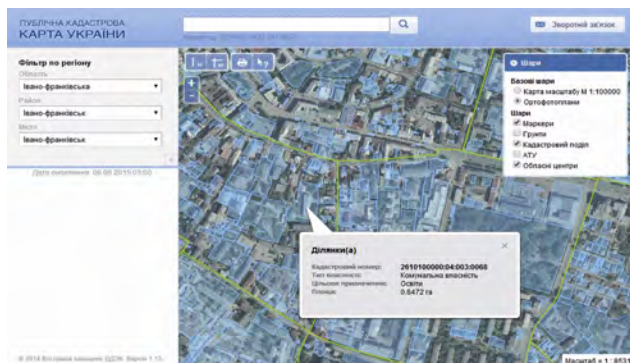 ПУБЛІЧНА КАДАСТРОВА
КАРТА УКРАЇНИ
Зворотній зв'язок
Фільтр по регіону
Область
Івано-франківська
Район
Івано-франківськ
Місто
Івано-франківськ
Шари
Базові шари
Карта масштабу М 1:100000
Ортофотоплани
Шари
Маркери
Ґрунти
Кадастровий поділ
АТУ
Обласні центри
Ділянки(а)
Кадастровий номер: 2610100000:04:003:0068
Тип власності: Комунальна власність
Цільове призначення: Освіти
Площа: 0.6472 га